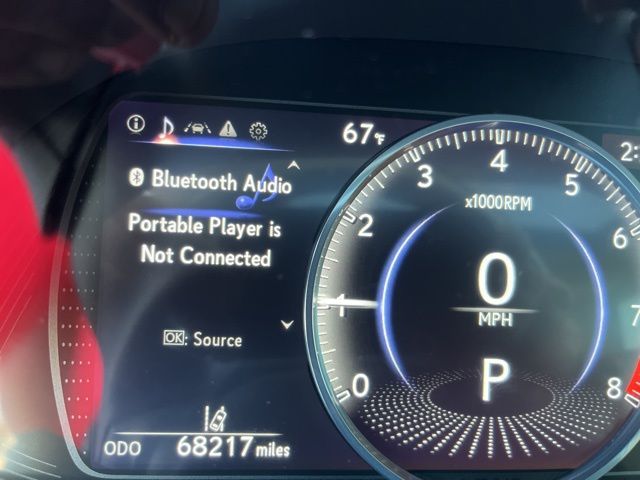 67°F
Bluetooth Audio
Portable Player is
Not Connected
OK: Source
ODO 68217 miles
0
1
2
3
4
5
6
7
8
x1000RPM
0
MPH
P
2: